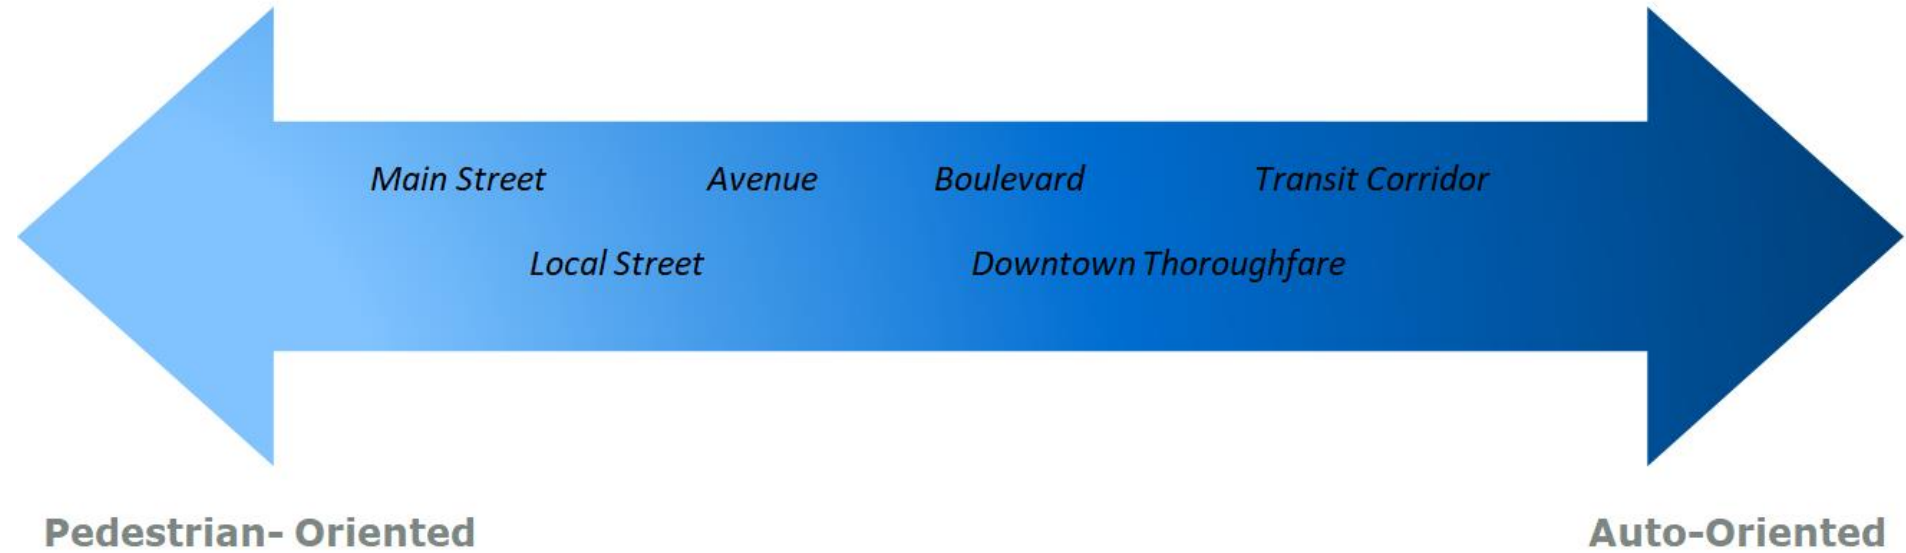 Main Street Avenue Boulevard Transit Corridor
Local Street Downtown Thoroughfare
Pedestrian- Oriented Auto-Oriented